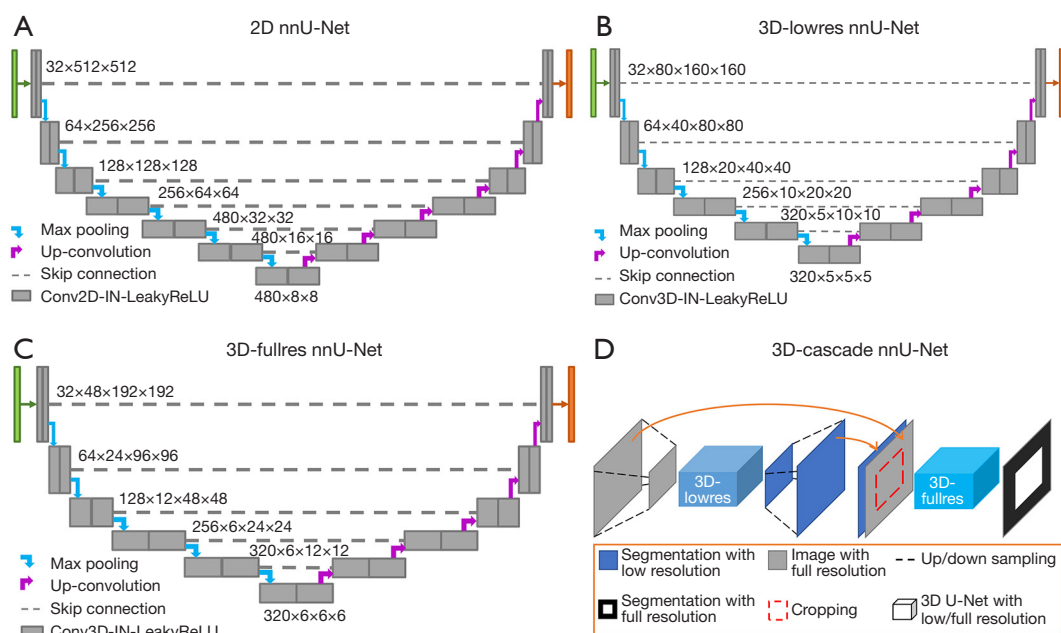 A
2D nnU-Net
32×512×512
64×256×256
128×128×128
256×64×64
480×32×32
480×16×16
480×8×8
Max pooling
Up-convolution
Skip connection
Conv2D-IN-LeakyReLU
B
3D-lowres nnU-Net
32×80×160×160
64×40×80×80
128×20×40×40
256×10×20×20
320×5×10×10
320×5×5×5
Max pooling
Up-convolution
Skip connection
Conv3D-IN-LeakyReLU
C
3D-fullres nnU-Net
32×48×192×192
64×24×96×96
128×12×48×48
256×6×24×24
320×6×12×12
320×6×6×6
Max pooling
Up-convolution
Skip connection
Conv3D-IN-LeakyReLU
D
3D-cascade nnU-Net
3D-
lowres
3D-
fullres
Segmentation with
low resolution
Image with
full resolution
Up/down sampling
Segmentation with
full resolution
Cropping
3D U-Net with
low/full resolution